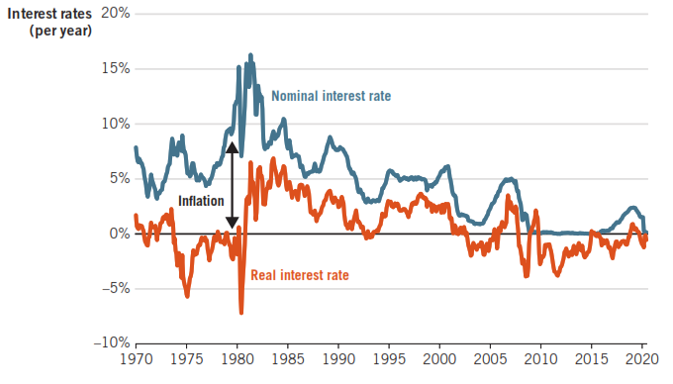 Interest rates
(per year)
20%
15%
10%
5%
0%
–5%
–10%
Nominal interest rate
Inflation
Real interest rate
1970 1975 1980 1985 1990 1995 2000 2005 2010 2015 2020